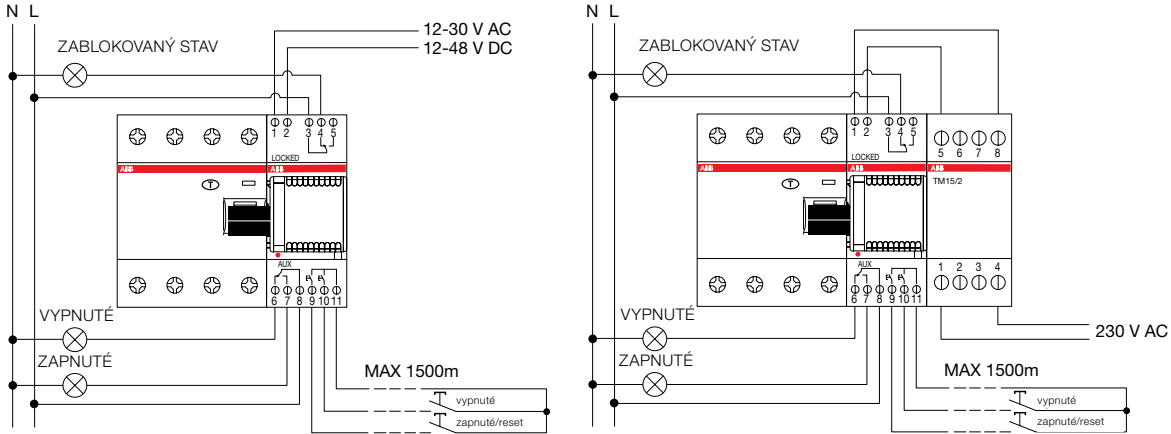 N L
12-30 V AC
12-48 V DC
ZABLOKOVANÝ STAV
1 2 3 4 5
LOCKED
ABB ABB
T
AUX
6 7 8 9 10 11
VYPNUTÉ
ZAPNUTÉ
MAX 1500m
vypnuté
zapnuté/reset
N L
ZABLOKOVANÝ STAV
1 2 3 4 5
5 6 7 8
LOCKED
ABB ABB ABB
T
TM15/2
AUX
6 7 8 9 10 11
1 2 3 4
VYPNUTÉ
230 V AC
ZAPNUTÉ
MAX 1500m
vypnuté
zapnuté/reset